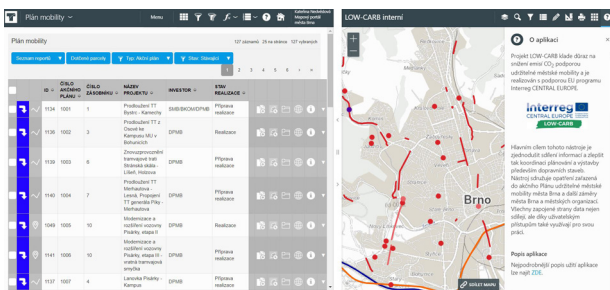 Plán mobility
Menu
Kateřina Nedvědová
Mapový portál
města Brna
Plán mobility
127 záznamů 25 na stránce 127 vybraných
Seznam reportů
Dotčené parcely
Typ: Akční plán
Stav: Stávající
1 2 3 4 5 6 › »
ID
ČÍSLO AKČNÍHO PLÁNU
ČÍSLO ZÁSOBNÍKU
NÁZEV PROJEKTU
INVESTOR
STAV REALIZACE
1134 1001 1 Prodloužení TT Bystrc - Kamechy SMB/BKOM/DPMB Příprava realizace
1136 1002 3 Prodloužení TT z Osové ke Kampusu MU v Bohunicích DPMB Realizace
1139 1003 6 Znovuzprovoznění tramvajové trati Stránská skála - Líšeň, Holzova DPMB Příprava realizace
1140 1004 7 Prodloužení TT Merhautova - Lesná, Propojení TT generála Píky - Merhautova DPMB Příprava realizace
1049 1005 10 Modernizace a rozšíření vozovny Pisárky, etapa II DPMB Příprava realizace
1141 1006 10 Modernizace a rozšíření vozovny Pisárky, etapa III - vratná tramvajová smyčka DPMB Příprava realizace
1137 1007 4 Lanovka Pisárky - Kampus DPMB Příprava
LOW-CARB interní
Brno
SDÍLET MAPU
O aplikaci
Projekt LOW-CARB klade důraz na
snížení emisí CO₂ podporou
udržitelné městské mobility a je
realizován s podporou EU programu
Interreg CENTRAL EUROPE.
Interreg
CENTRAL EUROPE
LOW-CARB
Hlavním cílem tohoto nástroje je
zjednodušit sdílení informací a zlepšit
tak koordinaci plánování a výstavby
především dopravních staveb.
Nástroj sdružuje opatření zařazená
do akčního Plánu udržitelné městské
mobility města Brna a další záměry
města Brna a městských organizací.
Všechny zapojené strany data nejen
sdílejí, ale díky uživatelským
přístupům také využívají pro svou
práci.
Popis aplikace
Nejpodrobnější popis užití aplikace
lze najít ZDE.